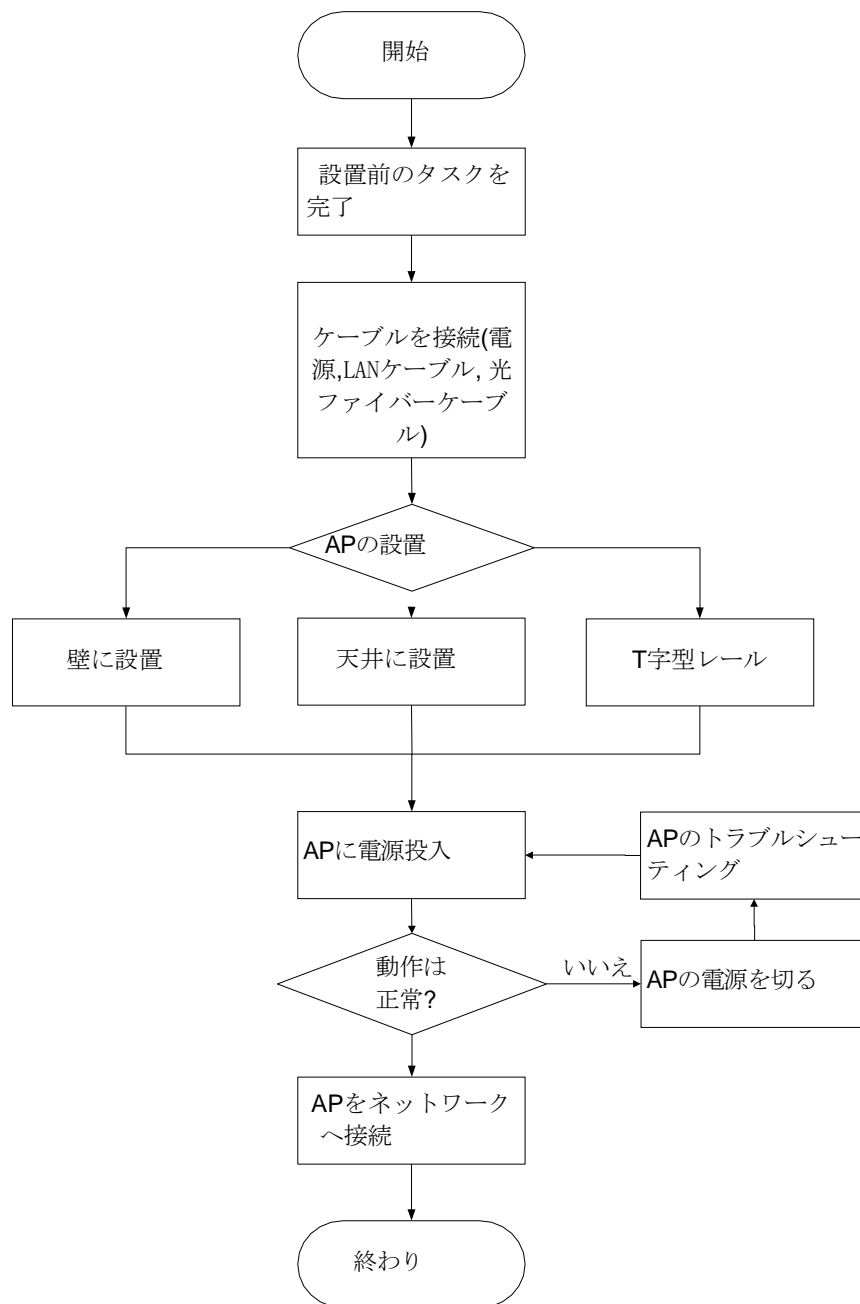 開始
設置前のタスクを
完了
ケーブルを接続(電
源,LANケーブル, 光
ファイバーケーブ
ル)
APの設置
壁に設置
天井に設置
T字型レール
APに電源投入
APのトラブルシュー
ティング
動作は
正常?
いいえ
APの電源を切る
APをネットワーク
へ接続
終わり